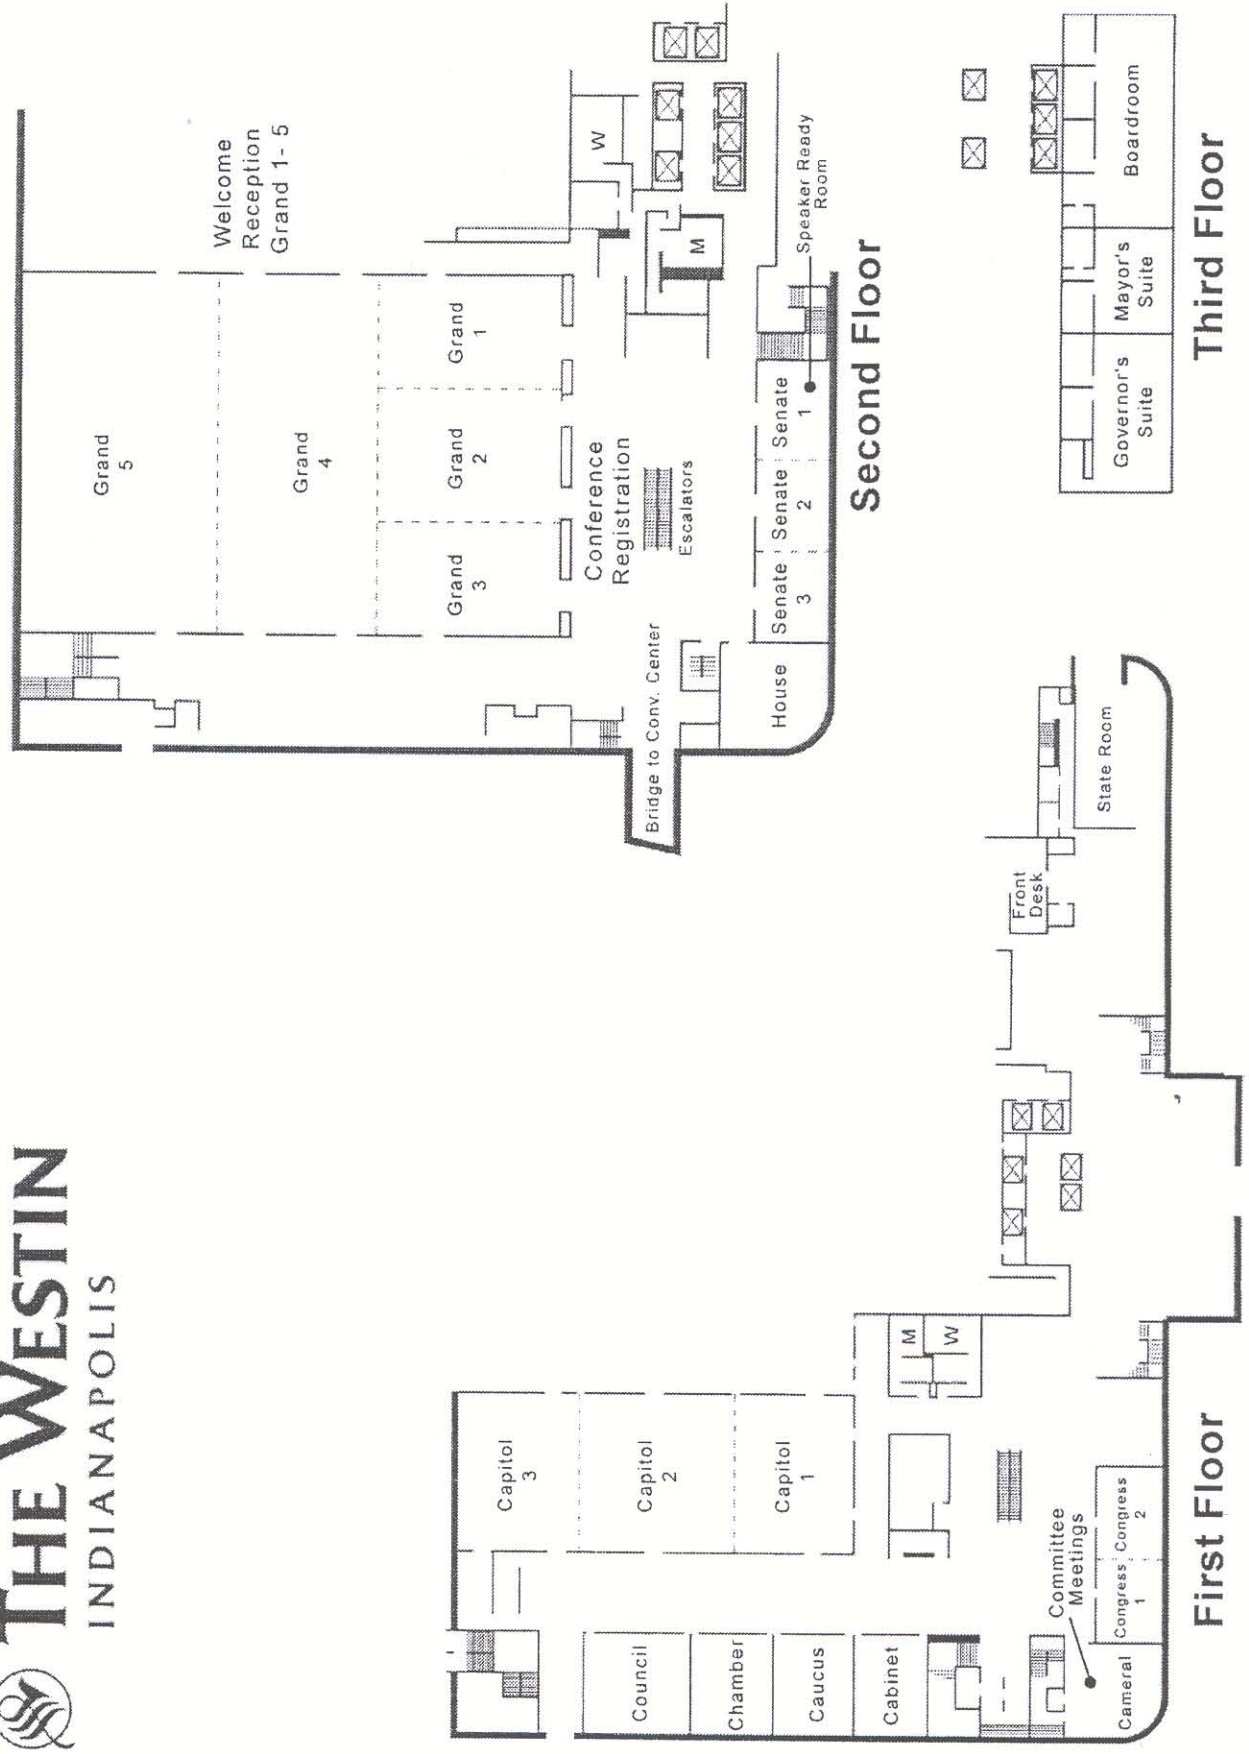 THE WESTIN
INDIANAPOLIS
Welcome
Reception
Grand 1- 5
Grand
5
Grand
4
Grand
3
Grand
2
Grand
1
W
M
Conference
Registration
Escalators
Bridge to Conv. Center
House
Senate
3
Senate
2
Senate
1
Speaker Ready
Room
Second Floor
Capitol
3
Capitol
2
Capitol
1
Council
Chamber
Caucus
Cabinet
M
W
Committee
Meetings
Cameral
Congress
1
Congress
2
Front
Desk
State Room
First Floor
Governor's
Suite
Mayor's
Suite
Boardroom
Third Floor